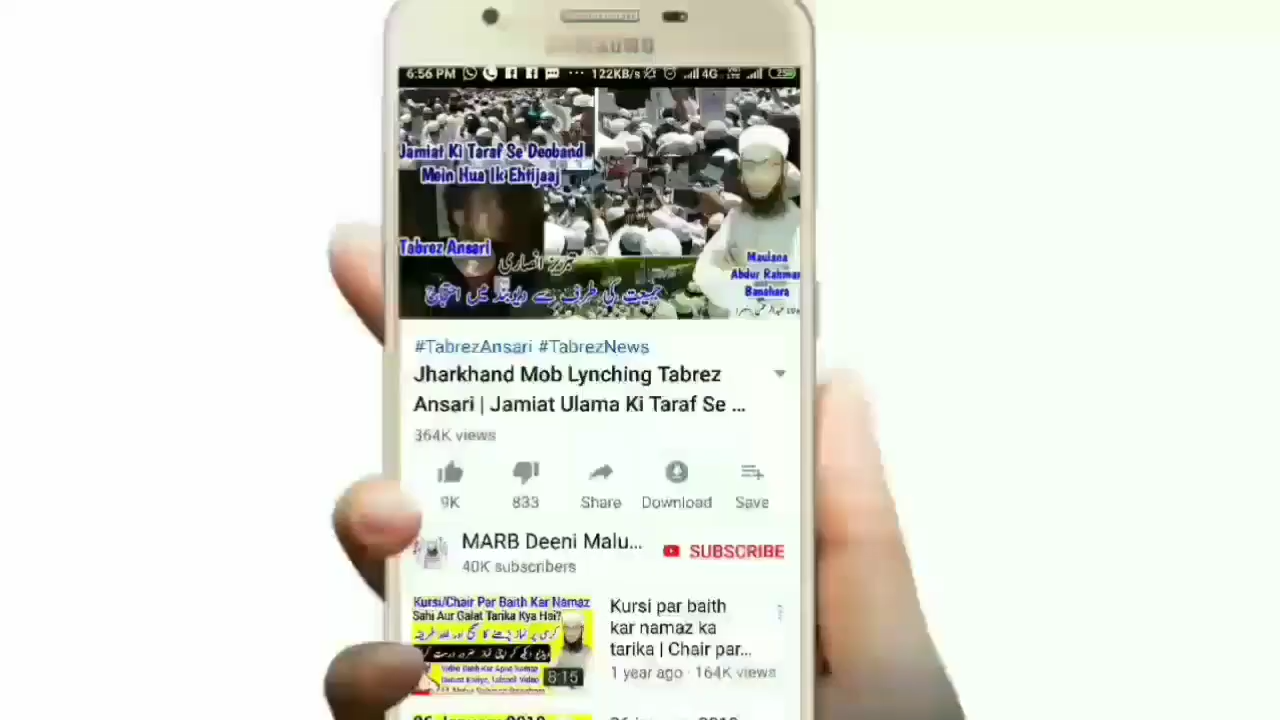 SAMSUNG
6:56 PM ... 122KB/s 4G
Jamiat Ki Taraf Se Deoband
Mein Hua Ik Ehtijaaj
Tabrez Ansari
تبریز انصاری
جمیت کی طرف سے دیوبند میں احتجاج
Maulana
Abdur Rahman
Banahara
#TabrezAnsari #TabrezNews
Jharkhand Mob Lynching Tabrez
Ansari | Jamiat Ulama Ki Taraf Se ...
364K views
9K 833 Share Download Save
MARB Deeni Malu...
SUBSCRIBE
40K subscribers
Kursi/Chair Par Baith Kar Namaz
Sahi Aur Galat Tarika Kya Hai?
8:15
Kursi par baith
kar namaz ka
tarika | Chair par...
1 year ago · 164K views